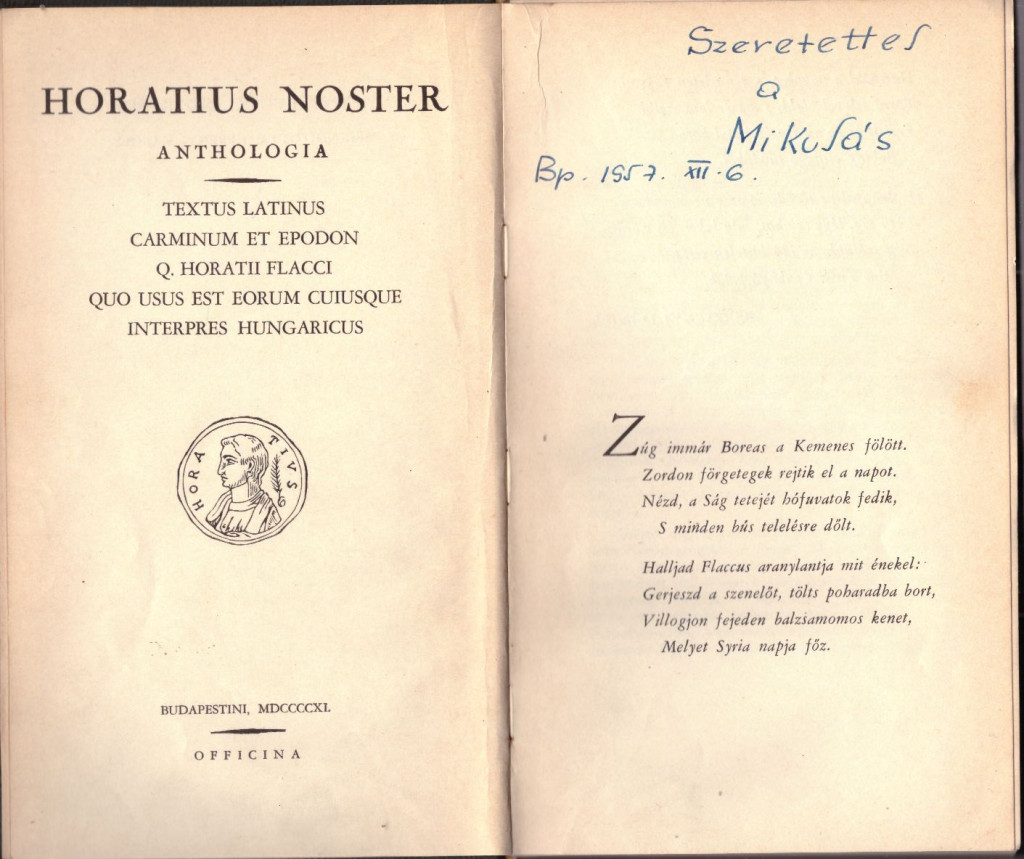 HORATIUS NOSTER
ANTHOLOGIA
TEXTUS LATINUS
CARMINUM ET EPODON
Q. HORATII FLACCI
QUO USUS EST EORUM CUIUSQUE
INTERPRES HUNGARICUS
HORATIVS
BUDAPESTINI, MDCCCCXL
OFFICINA
Szeretettel
a
Mikulás
Bp. 1957. XII. 6.
Zúg immár Boreas a Kemenes fölött.
Zordon förgetegek rejtik el a napot.
Nézd, a Ság tetejét hófuvatok fedik,
S minden bús telelésre dőlt.
Halljad Flaccus aranylantja mit énekel:
Gerjeszd a szenelőt, tölts poharadba bort,
Villogjon fejeden balzsamomos kenet,
Melyet Syria napja főz.